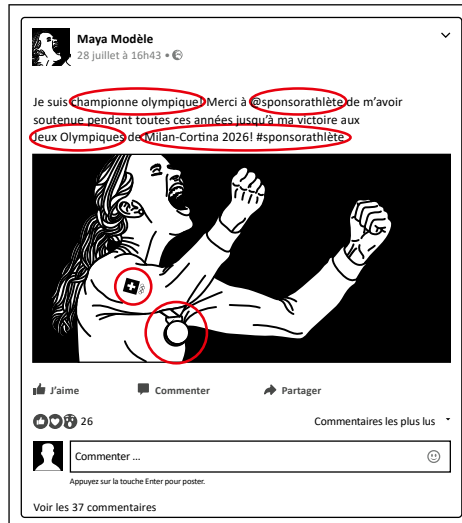 Maya Modèle
28 juillet à 16h43 •
Je suis championne olympique! Merci à @sponsorathlète de m’avoir
soutenue pendant toutes ces années jusqu’à ma victoire aux
Jeux Olympiques de Milan-Cortina 2026! #sponsorathlète
J’aime Commenter Partager
26 Commentaires les plus lus
Commenter ...
Appuyez sur la touche Enter pour poster.
Voir les 37 commentaires